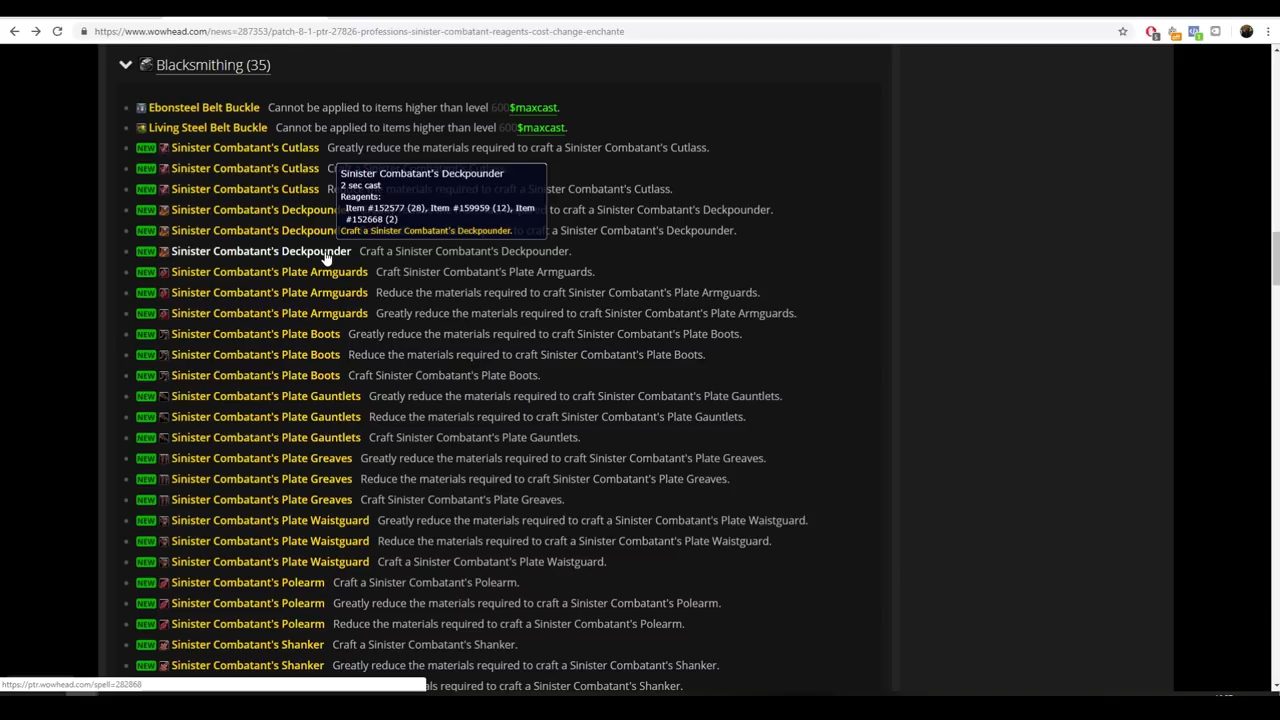 https://www.wowhead.com/news=287353/patch-8-1-ptr-27826-professions-sinister-combatant-reagents-cost-change-enchante
Blacksmithing (35)
Ebonsteel Belt Buckle Cannot be applied to items higher than level 600$maxcast.
Living Steel Belt Buckle Cannot be applied to items higher than level 600$maxcast.
NEW Sinister Combatant's Cutlass Greatly reduce the materials required to craft a Sinister Combatant's Cutlass.
NEW Sinister Combatant's Cutlass
NEW Sinister Combatant's Cutlass materials required to craft a Sinister Combatant's Cutlass.
Sinister Combatant's Deckpounder
2 sec cast
Reagents:
Item #152577 (28), Item #159959 (12), Item
#152668 (2)
Craft a Sinister Combatant's Deckpounder.
NEW Sinister Combatant's Deckpound to craft a Sinister Combatant's Deckpounder.
NEW Sinister Combatant's Deckpound to craft a Sinister Combatant's Deckpounder.
NEW Sinister Combatant's Deckpounder Craft a Sinister Combatant's Deckpounder.
NEW Sinister Combatant's Plate Armguards Craft Sinister Combatant's Plate Armguards.
NEW Sinister Combatant's Plate Armguards Reduce the materials required to craft Sinister Combatant's Plate Armguards.
NEW Sinister Combatant's Plate Armguards Greatly reduce the materials required to craft Sinister Combatant's Plate Armguards.
NEW Sinister Combatant's Plate Boots Greatly reduce the materials required to craft Sinister Combatant's Plate Boots.
NEW Sinister Combatant's Plate Boots Reduce the materials required to craft Sinister Combatant's Plate Boots.
NEW Sinister Combatant's Plate Boots Craft Sinister Combatant's Plate Boots.
NEW Sinister Combatant's Plate Gauntlets Greatly reduce the materials required to craft Sinister Combatant's Plate Gauntlets.
NEW Sinister Combatant's Plate Gauntlets Reduce the materials required to craft Sinister Combatant's Plate Gauntlets.
NEW Sinister Combatant's Plate Gauntlets Craft Sinister Combatant's Plate Gauntlets.
NEW Sinister Combatant's Plate Greaves Greatly reduce the materials required to craft Sinister Combatant's Plate Greaves.
NEW Sinister Combatant's Plate Greaves Reduce the materials required to craft Sinister Combatant's Plate Greaves.
NEW Sinister Combatant's Plate Greaves Craft Sinister Combatant's Plate Greaves.
NEW Sinister Combatant's Plate Waistguard Greatly reduce the materials required to craft a Sinister Combatant's Plate Waistguard.
NEW Sinister Combatant's Plate Waistguard Reduce the materials required to craft a Sinister Combatant's Plate Waistguard.
NEW Sinister Combatant's Plate Waistguard Craft a Sinister Combatant's Plate Waistguard.
NEW Sinister Combatant's Polearm Craft a Sinister Combatant's Polearm.
NEW Sinister Combatant's Polearm Greatly reduce the materials required to craft a Sinister Combatant's Polearm.
NEW Sinister Combatant's Polearm Reduce the materials required to craft a Sinister Combatant's Polearm.
NEW Sinister Combatant's Shanker Craft a Sinister Combatant's Shanker.
NEW Sinister Combatant's Shanker Greatly reduce the materials required to craft a Sinister Combatant's Shanker.
https://ptr.wowhead.com/spell=282868
required to craft a Sinister Combatant's Shanker.